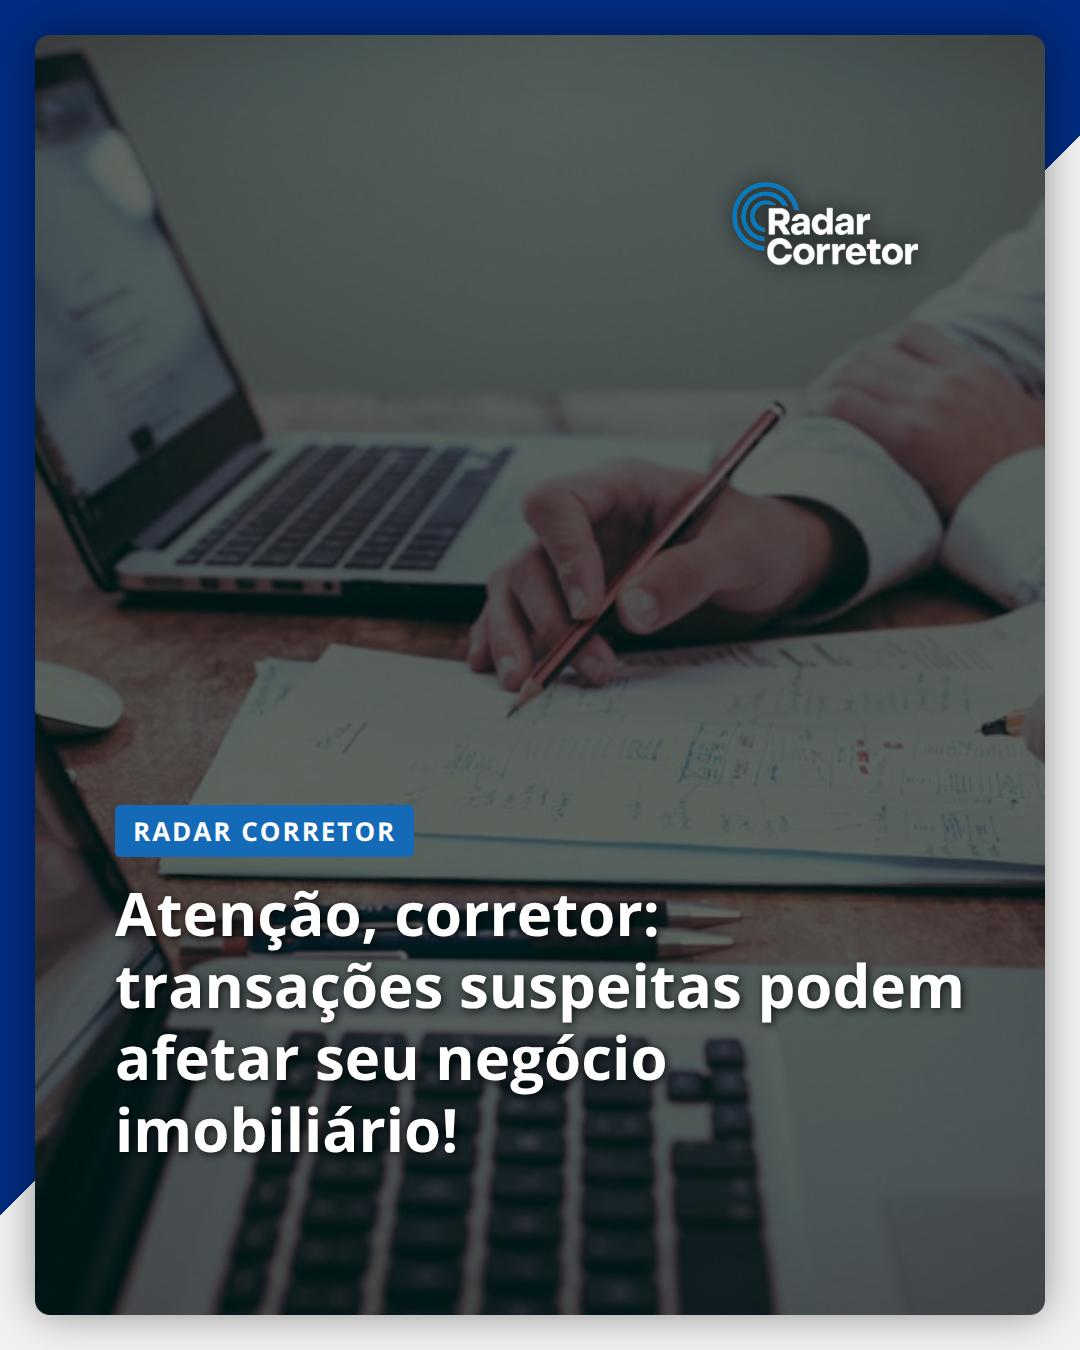 Radar
Corretor
RADAR CORRETOR
Atenção, corretor:
transações suspeitas podem
afetar seu negócio
imobiliário!